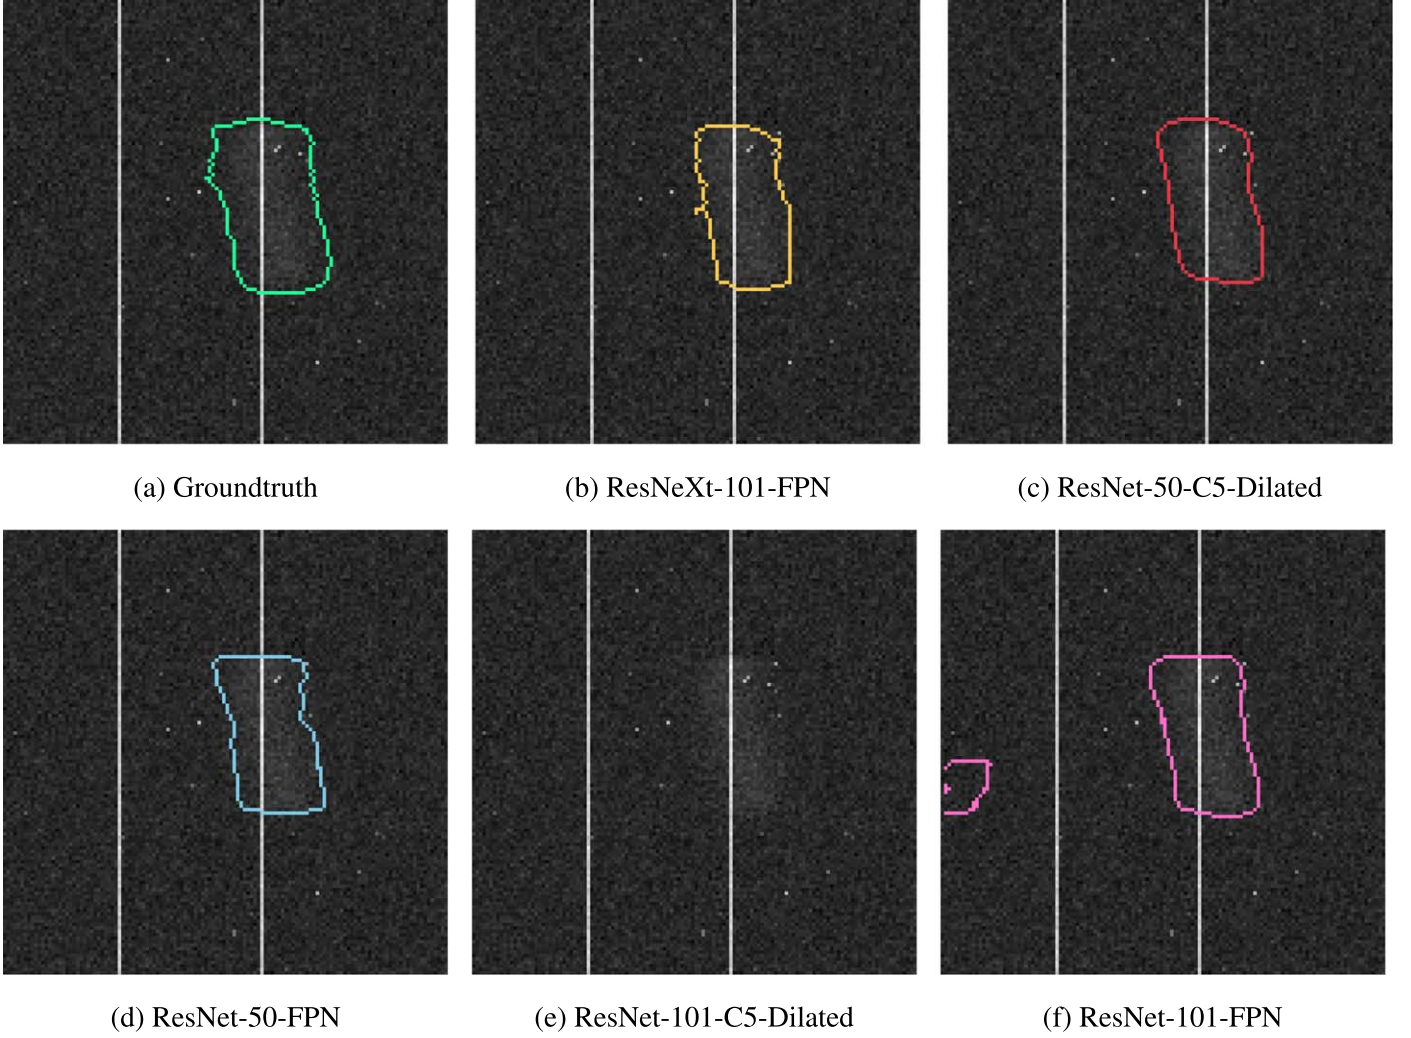 (a) Groundtruth
(b) ResNeXt-101-FPN
(c) ResNet-50-C5-Dilated
(d) ResNet-50-FPN
(e) ResNet-101-C5-Dilated
(f) ResNet-101-FPN